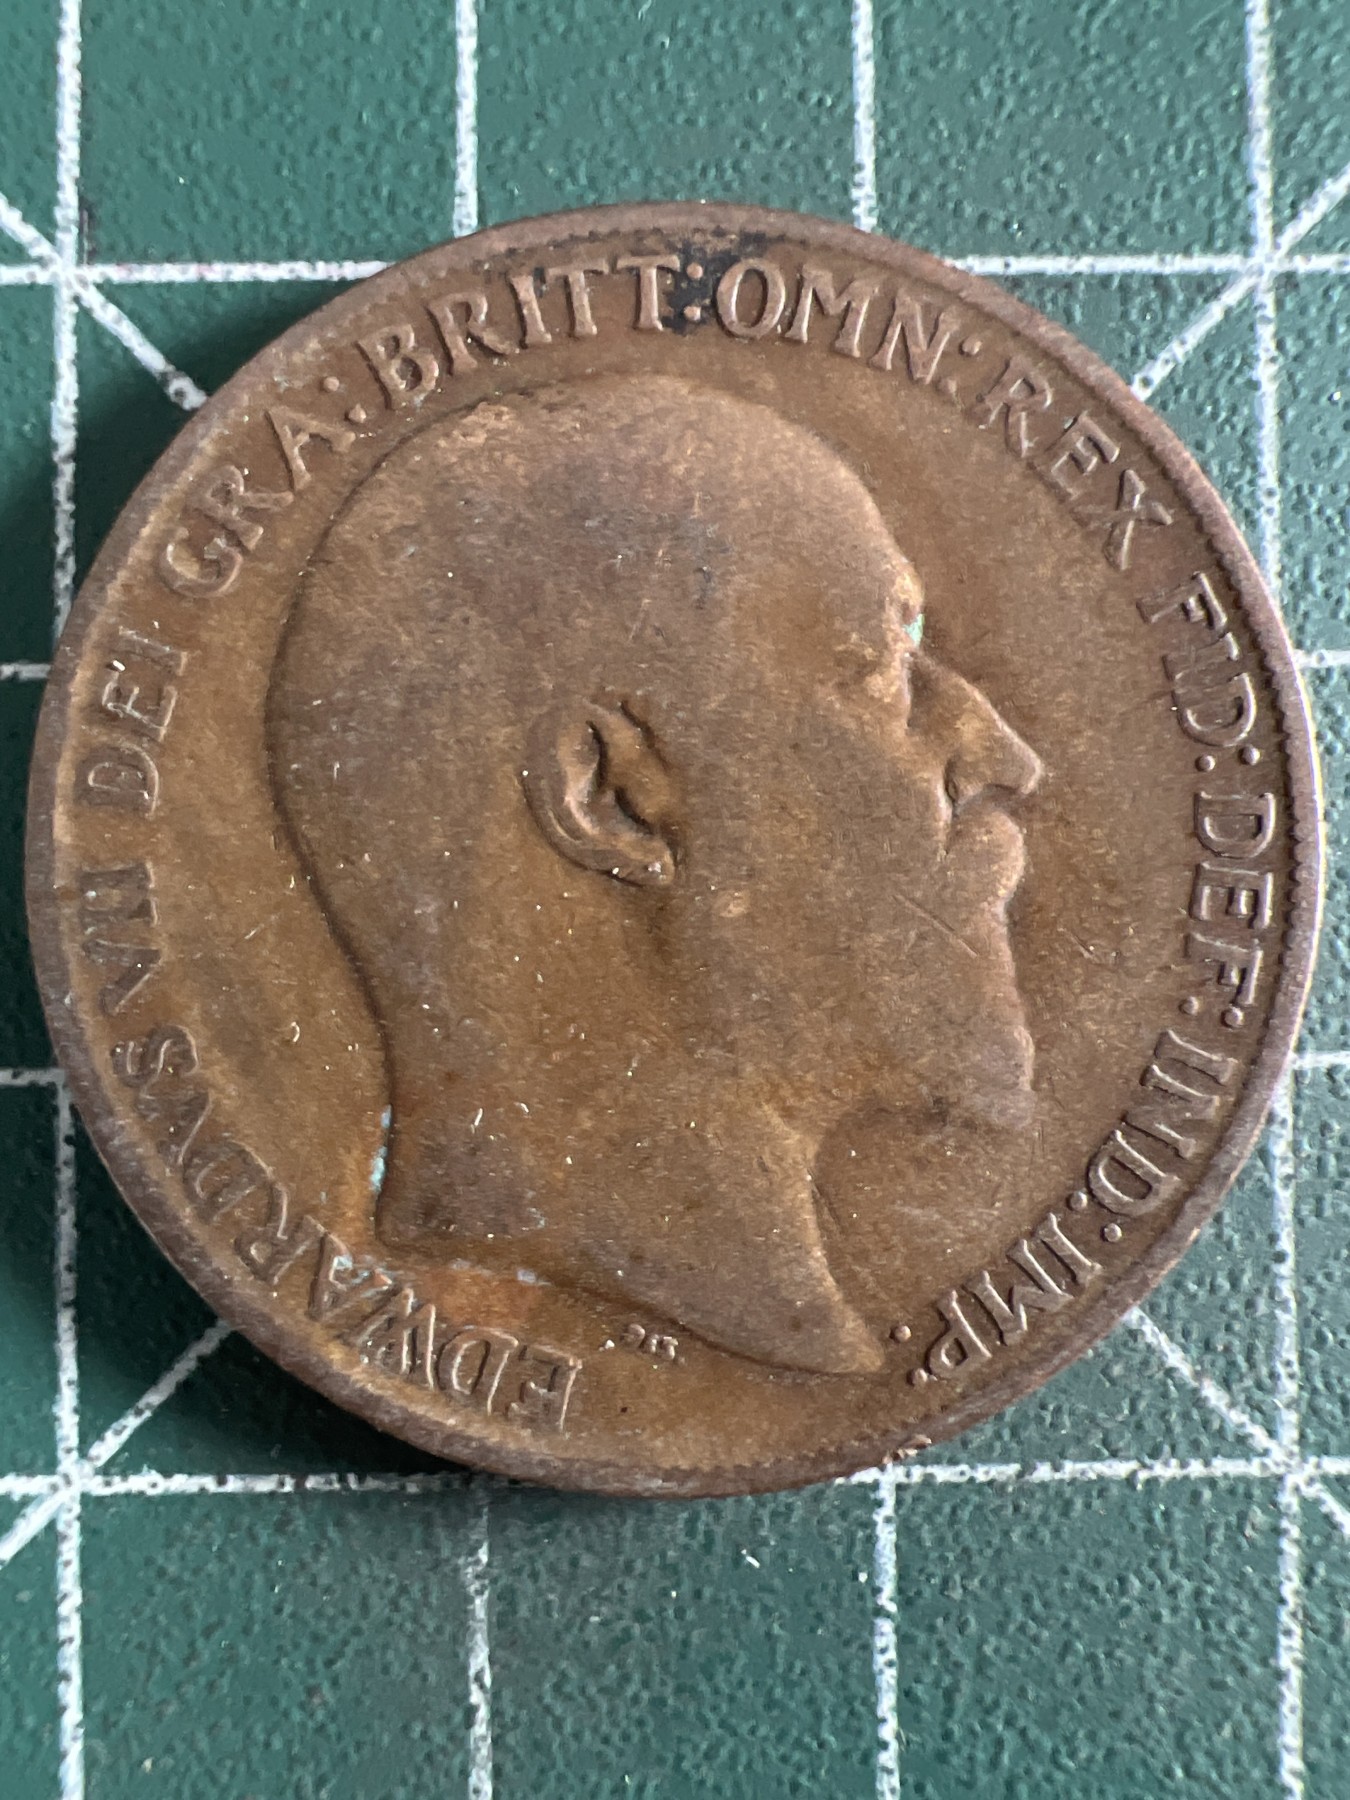 EDWARDVS VII DEI GRA: BRITT: OMN: REX FID: DEF: IND: IMP: